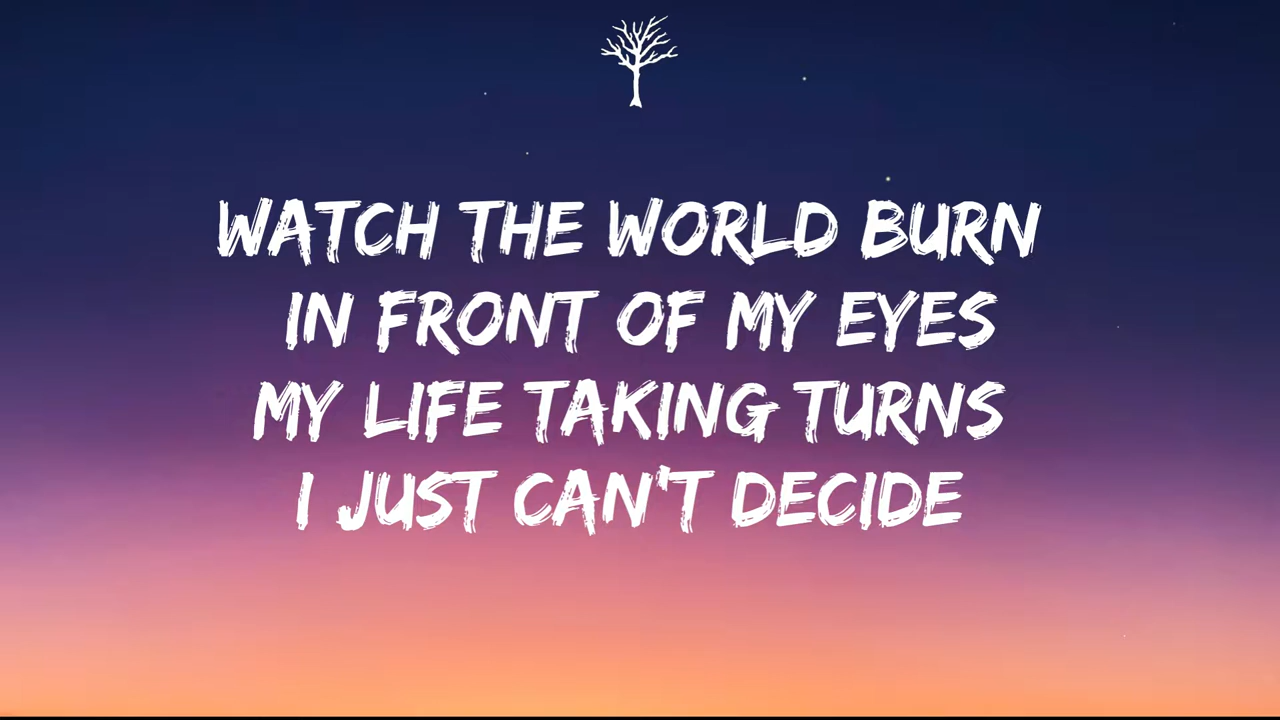 WATCH THE WORLD BURN
IN FRONT OF MY EYES
MY LIFE TAKING TURNS
I JUST CAN'T DECIDE